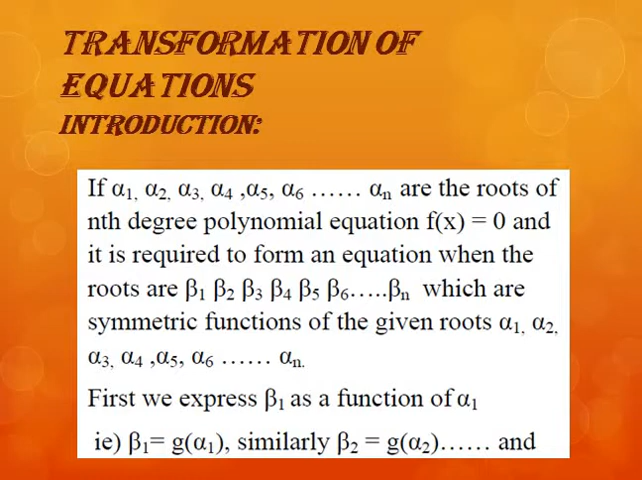 TRANSFORMATION OF
EQUATIONS
INTRODUCTION:
If α₁, α₂, α₃, α₄ ,α₅, α₆ …… αₙ are the roots of
nth degree polynomial equation f(x) = 0 and
it is required to form an equation when the
roots are β₁ β₂ β₃ β₄ β₅ β₆…..βₙ which are
symmetric functions of the given roots α₁, α₂,
α₃, α₄ ,α₅, α₆ …… αₙ.
First we express β₁ as a function of α₁
ie) β₁= g(α₁), similarly β₂ = g(α₂)…… and